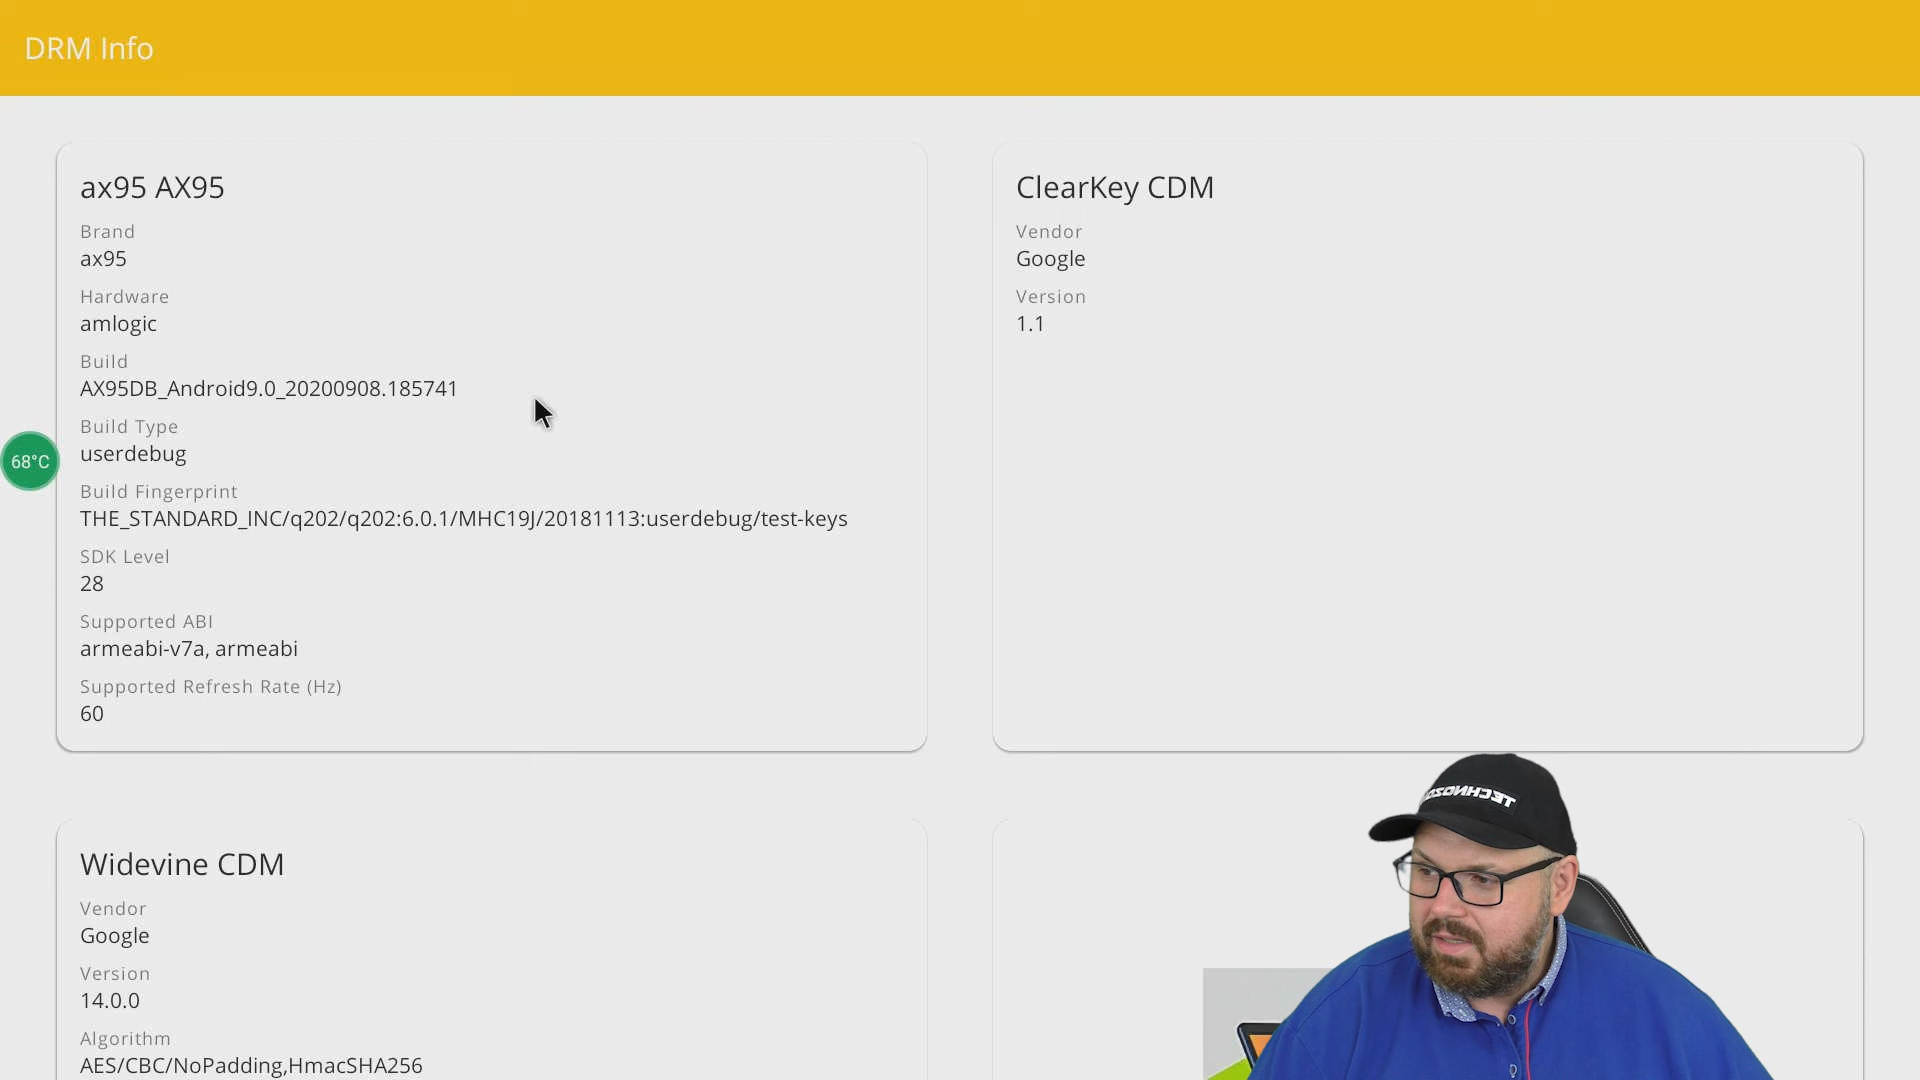 DRM Info
ax95 AX95
Brand
ax95
Hardware
amlogic
Build
AX95DB_Android9.0_20200908.185741
Build Type
userdebug
Build Fingerprint
THE_STANDARD_INC/q202/q202:6.0.1/MHC19J/20181113:userdebug/test-keys
SDK Level
28
Supported ABI
armeabi-v7a, armeabi
Supported Refresh Rate (Hz)
60
68°C
ClearKey CDM
Vendor
Google
Version
1.1
Widevine CDM
Vendor
Google
Version
14.0.0
Algorithm
AES/CBC/NoPadding,HmacSHA256